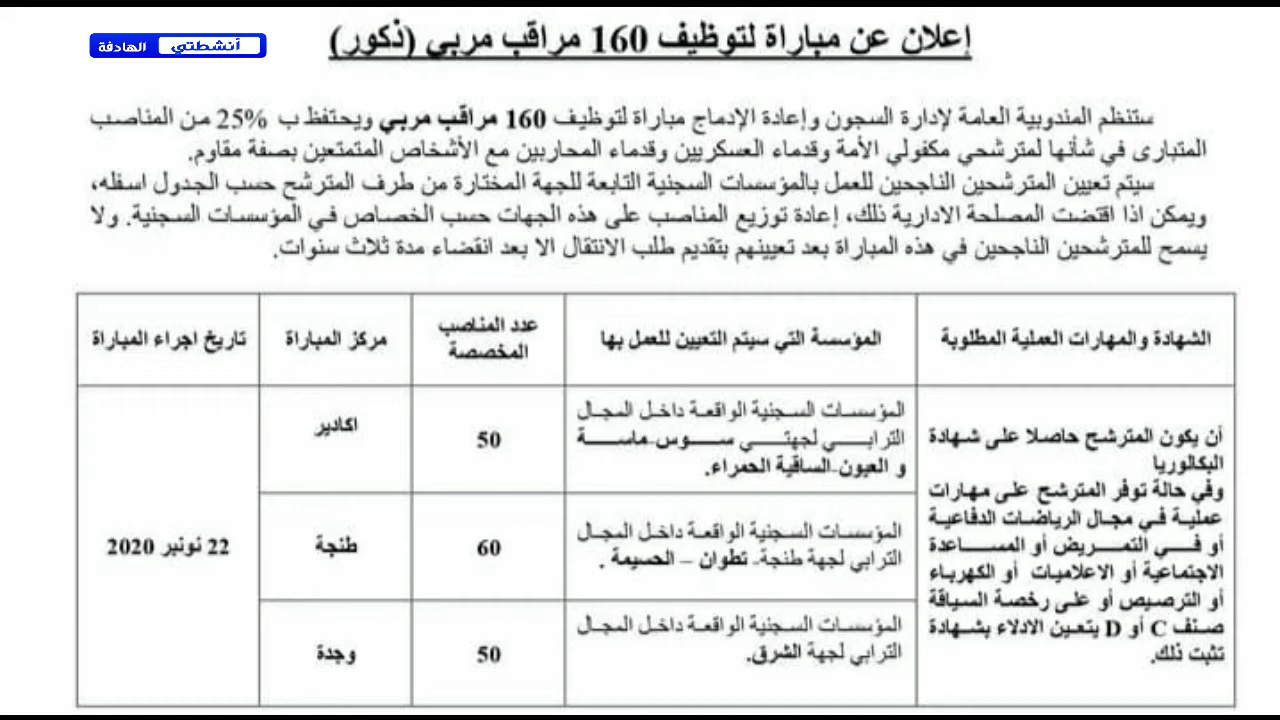 أنشطتي الهادفة
إعلان عن مباراة لتوظيف 160 مراقب مربي (ذكور)
ستنظم المندوبية العامة لإدارة السجون وإعادة الإدماج مباراة لتوظيف 160 مراقب مربي ويحتفظ ب 25% من المناصب
المتبارى في شأنها لمترشحي مكفولي الأمة وقدماء العسكريين وقدماء المحاربين مع الأشخاص المتمتعين بصفة مقاوم.
سيتم تعيين المترشحين الناجحين للعمل بالمؤسسات السجنية التابعة للجهة المختارة من طرف المترشح حسب الجدول اسفله،
ويمكن اذا اقتضت المصلحة الادارية ذلك، إعادة توزيع المناصب على هذه الجهات حسب الخصاص في المؤسسات السجنية. ولا
يسمح للمترشحين الناجحين في هذه المباراة بعد تعيينهم بتقديم طلب الانتقال الا بعد انقضاء مدة ثلاث سنوات.
الشهادة والمهارات العملية المطلوبة
المؤسسة التي سيتم التعيين للعمل بها
عدد المناصب
المخصصة
مركز المباراة
تاريخ اجراء المباراة
أن يكون المترشح حاصلا على شهادة
البكالوريا
وفي حالة توفر المترشح على مهارات
عملية في مجال الرياضات الدفاعية
أو في التمريض أو المساعدة
الاجتماعية أو الاعلاميات أو الكهرباء
أو الترصيص أو على رخصة السياقة
صنف C أو D يتعين الادلاء بشهادة
تثبت ذلك.
المؤسسات السجنية الواقعة داخل المجال
الترابي لجهتي سوس-ماسة
و العيون-الساقية الحمراء.
50
اكادير
المؤسسات السجنية الواقعة داخل المجال
الترابي لجهة طنجة- تطوان – الحسيمة .
60
طنجة
المؤسسات السجنية الواقعة داخل المجال
الترابي لجهة الشرق.
50
وجدة
22 نونبر 2020